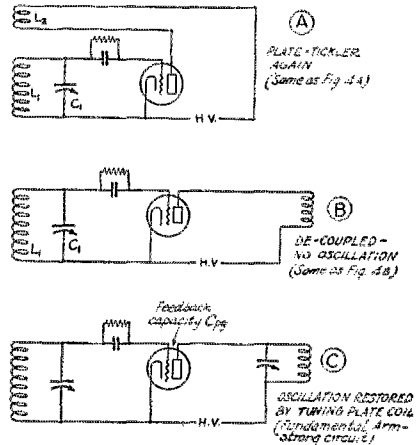 L₂
A
PLATE-TICKLER
AGAIN
(Same as Fig. 4A)
L₁
C₁
H.V.
B
DE-COUPLED-
NO OSCILLATION
(Same as Fig. 4B)
L₁
C₁
H.V.
Feedback
capacity Cpg
C
OSCILLATION RESTORED
BY TUNING PLATE COIL
(Fundamental Arm-
strong circuit)
H.V.